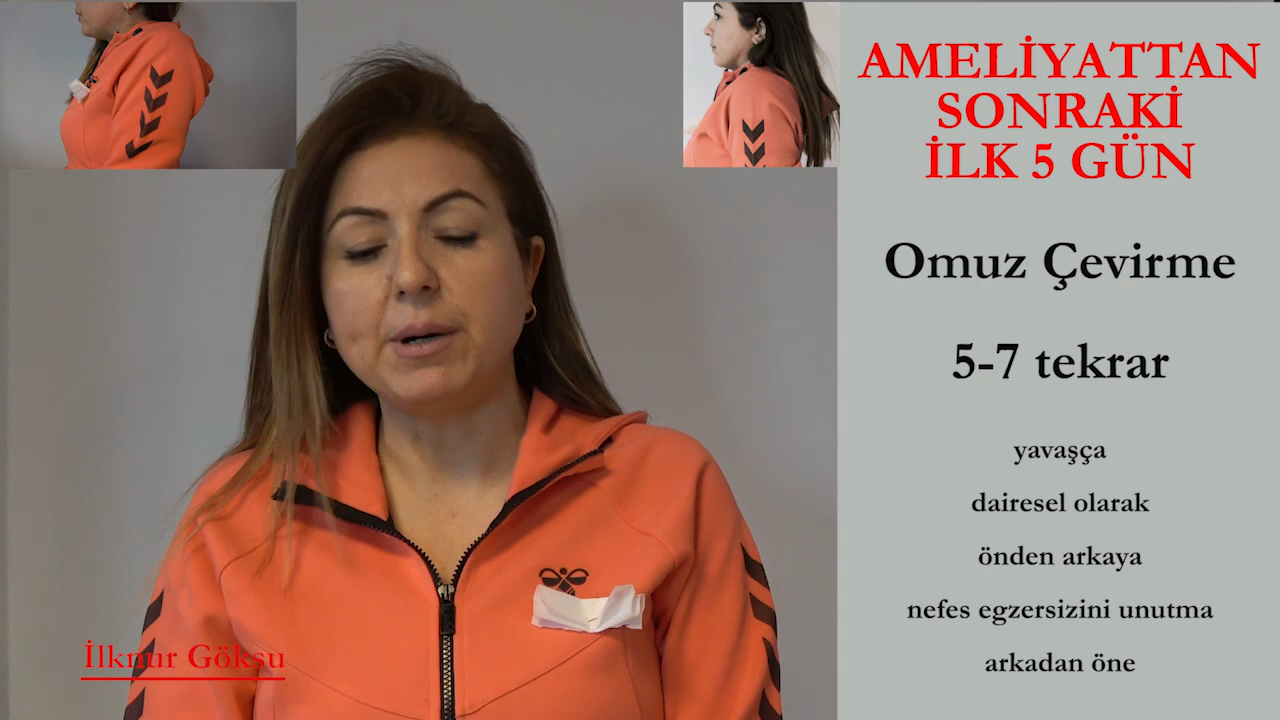 AMELİYATTAN
SONRAKİ
İLK 5 GÜN
Omuz Çevirme
5-7 tekrar
yavaşça
dairesel olarak
önden arkaya
nefes egzersizini unutma
arkadan öne
İlknur Göksu